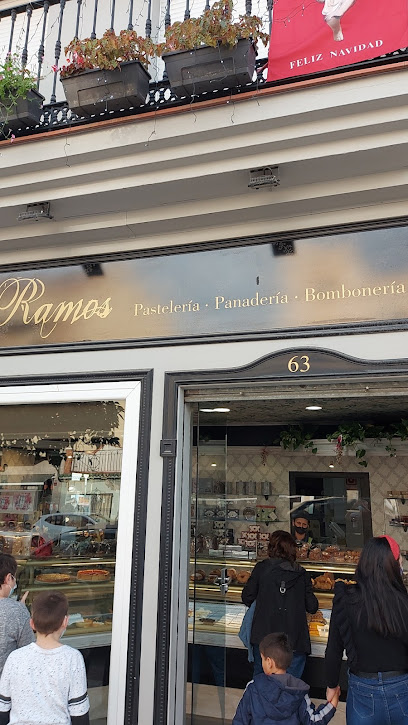 FELIZ NAVIDAD
Ramos Pastelería · Panadería · Bombonería
63